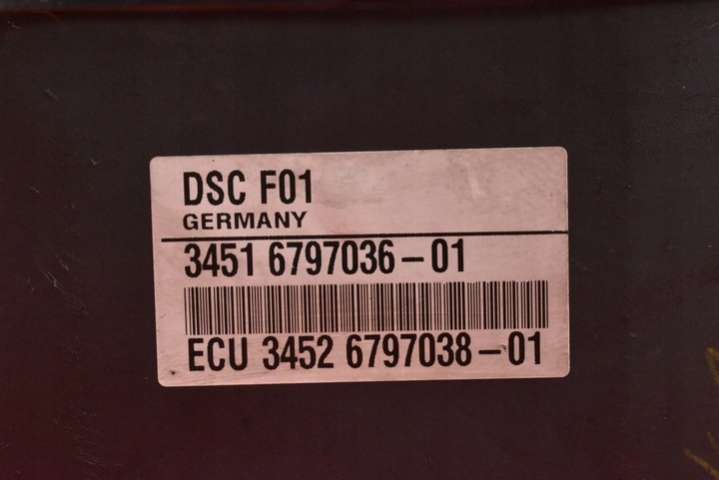 DSC F01
GERMANY
3451 6797036-01
ECU 3452 6797038-01